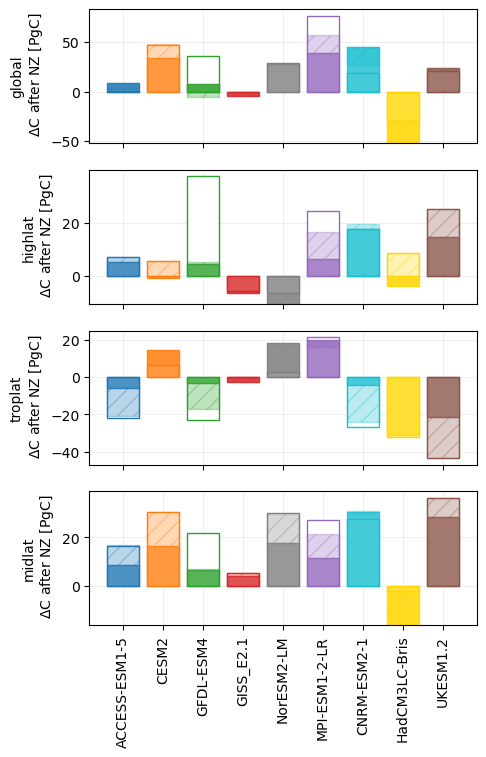 global
ΔC after NZ [PgC]
50
0
−50
highlat
ΔC after NZ [PgC]
20
0
troplat
ΔC after NZ [PgC]
20
0
−20
−40
midlat
ΔC after NZ [PgC]
20
0
ACCESS-ESM1-5
CESM2
GFDL-ESM4
GISS_E2.1
NorESM2-LM
MPI-ESM1-2-LR
CNRM-ESM2-1
HadCM3LC-Bris
UKESM1.2